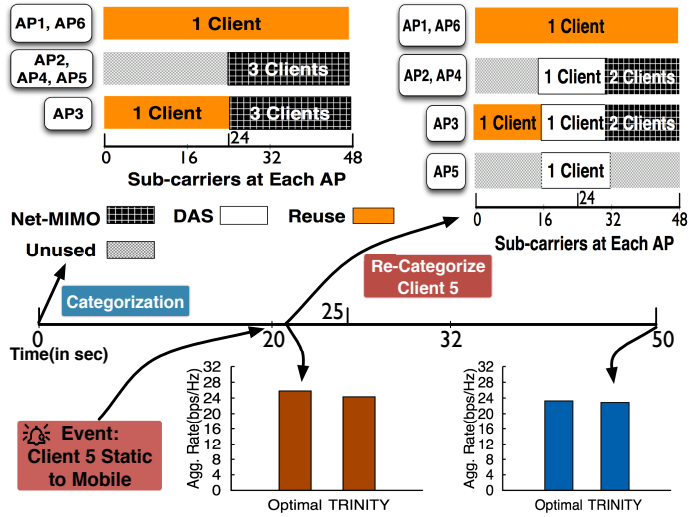 AP1, AP6
1 Client
AP2,
AP4, AP5
3 Clients
AP3
1 Client
3 Clients
24
0
16
32
48
Sub-carriers at Each AP
AP1, AP6
1 Client
AP2, AP4
1 Client
2 Clients
AP3
1 Client
1 Client
2 Clients
AP5
1 Client
24
0
16
32
48
Sub-carriers at Each AP
Net-MIMO
DAS
Reuse
Unused
Categorization
Re-Categorize
Client 5
0
20
25
32
50
Time(in sec)
Event:
Client 5 Static
to Mobile
Agg. Rate(bps/Hz)
32
28
24
20
16
12
8
4
0
Optimal TRINITY
Agg. Rate(bps/Hz)
32
28
24
20
16
12
8
4
0
Optimal TRINITY